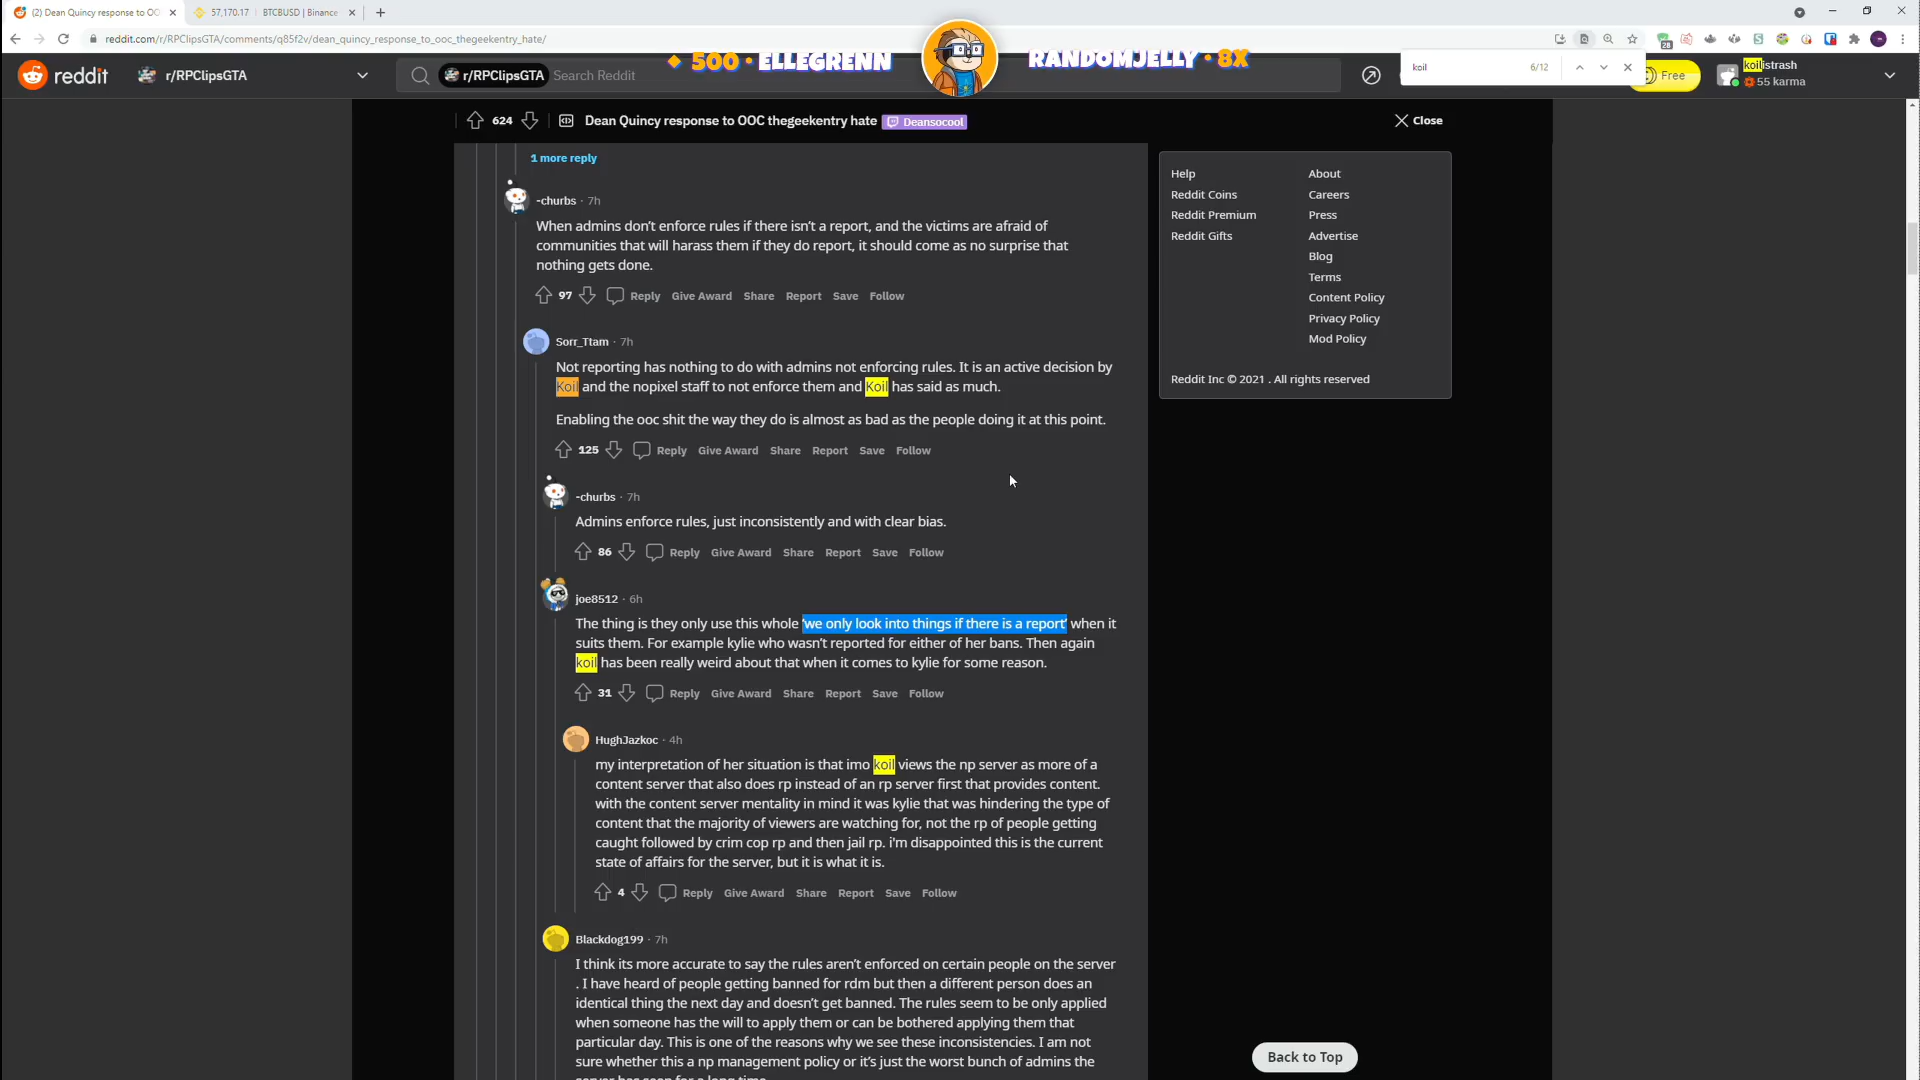 (2) Dean Quincy response to OO
57,170.17 | BTCBUSD | Binance
reddit.com/r/RPClipsGTA/comments/q85f2v/dean_quincy_response_to_ooc_thegeekentry_hate/
28
reddit
r/RPClipsGTA
r/RPClipsGTA Search Reddit
500 · ELLEGRENN
RANDOMJELLY · 8X
koil 6/12
Free
koilistrash
55 karma
624 Dean Quincy response to OOC thegeekentry hate Deansocool
Close
1 more reply
-churbs · 7h
When admins don't enforce rules if there isn't a report, and the victims are afraid of
communities that will harass them if they do report, it should come as no surprise that
nothing gets done.
97 Reply Give Award Share Report Save Follow
Sorr_Ttam · 7h
Not reporting has nothing to do with admins not enforcing rules. It is an active decision by
Koil and the nopixel staff to not enforce them and Koil has said as much.
Enabling the ooc shit the way they do is almost as bad as the people doing it at this point.
125 Reply Give Award Share Report Save Follow
-churbs · 7h
Admins enforce rules, just inconsistently and with clear bias.
86 Reply Give Award Share Report Save Follow
joe8512 · 6h
The thing is they only use this whole 'we only look into things if there is a report' when it
suits them. For example kylie who wasn't reported for either of her bans. Then again
koil has been really weird about that when it comes to kylie for some reason.
31 Reply Give Award Share Report Save Follow
HughJazkoc · 4h
my interpretation of her situation is that imo koil views the np server as more of a
content server that also does rp instead of an rp server first that provides content.
with the content server mentality in mind it was kylie that was hindering the type of
content that the majority of viewers are watching for, not the rp of people getting
caught followed by crim cop rp and then jail rp. i'm disappointed this is the current
state of affairs for the server, but it is what it is.
4 Reply Give Award Share Report Save Follow
Blackdog199 · 7h
I think its more accurate to say the rules aren't enforced on certain people on the server
. I have heard of people getting banned for rdm but then a different person does an
identical thing the next day and doesn't get banned. The rules seem to be only applied
when someone has the will to apply them or can be bothered applying them that
particular day. This is one of the reasons why we see these inconsistencies. I am not
sure whether this a np management policy or it's just the worst bunch of admins the
server has seen for a long time
Help
About
Reddit Coins
Careers
Reddit Premium
Press
Reddit Gifts
Advertise
Blog
Terms
Content Policy
Privacy Policy
Mod Policy
Reddit Inc © 2021 . All rights reserved
Back to Top